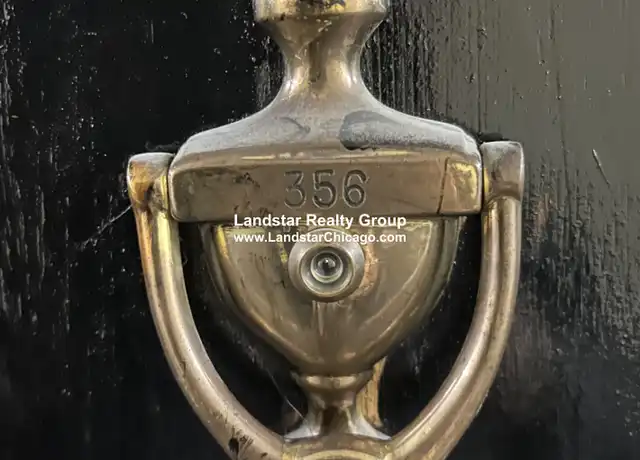 356
Landstar Realty Group
www.LandstarChicago.com